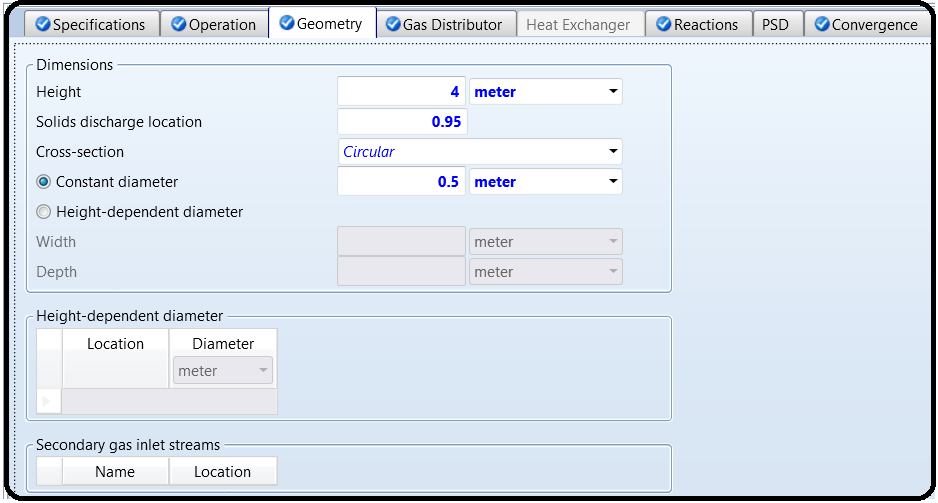 Specifications Operation Geometry Gas Distributor Heat Exchanger Reactions PSD Convergence
Dimensions
Height 4 meter
Solids discharge location 0.95
Cross-section Circular
Constant diameter 0.5 meter
Height-dependent diameter
Width meter
Depth meter
Height-dependent diameter
Location Diameter
meter
Secondary gas inlet streams
Name Location